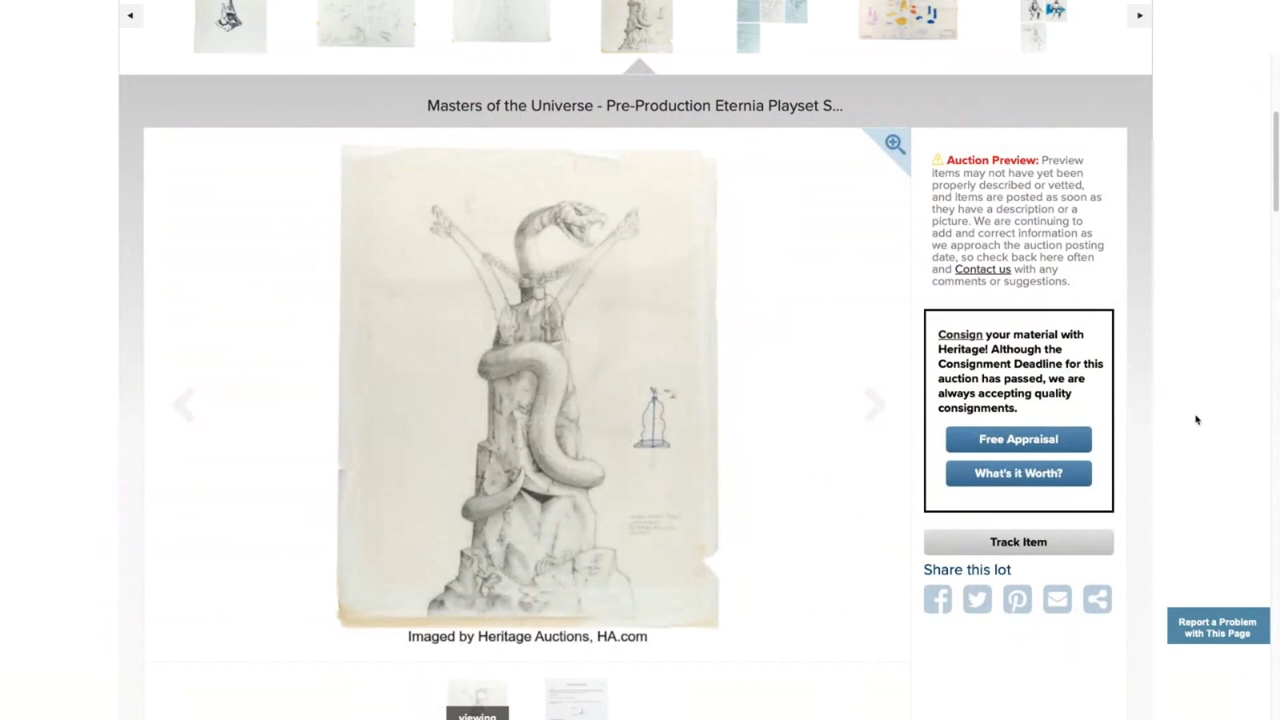 Masters of the Universe - Pre-Production Eternia Playset S...
Auction Preview: Preview
items may not have yet been
properly described or vetted,
and items are posted as soon as
they have a description or a
picture. We are continuing to
add and correct information as
we approach the auction posting
date, so check back here often
and Contact us with any
comments or suggestions.
Consign your material with
Heritage! Although the
Consignment Deadline for this
auction has passed, we are
always accepting quality
consignments.
Free Appraisal
What's it Worth?
Track Item
Share this lot
Imaged by Heritage Auctions, HA.com
Report a Problem
with This Page
viewing